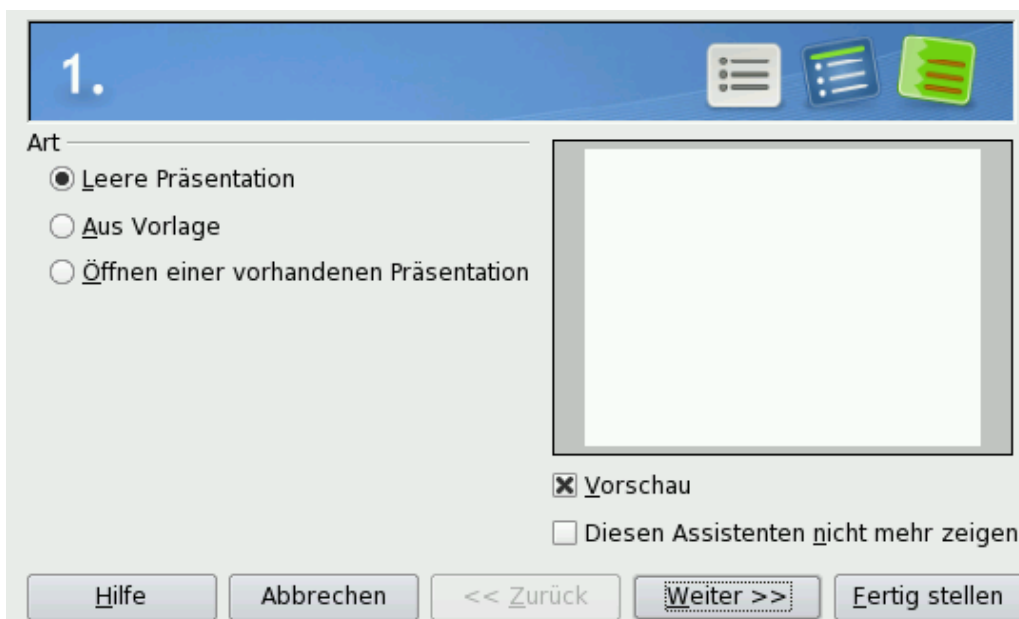 1.
Art
Leere Präsentation
Aus Vorlage
Öffnen einer vorhandenen Präsentation
Vorschau
Diesen Assistenten nicht mehr zeigen
Hilfe Abbrechen << Zurück Weiter >> Fertig stellen